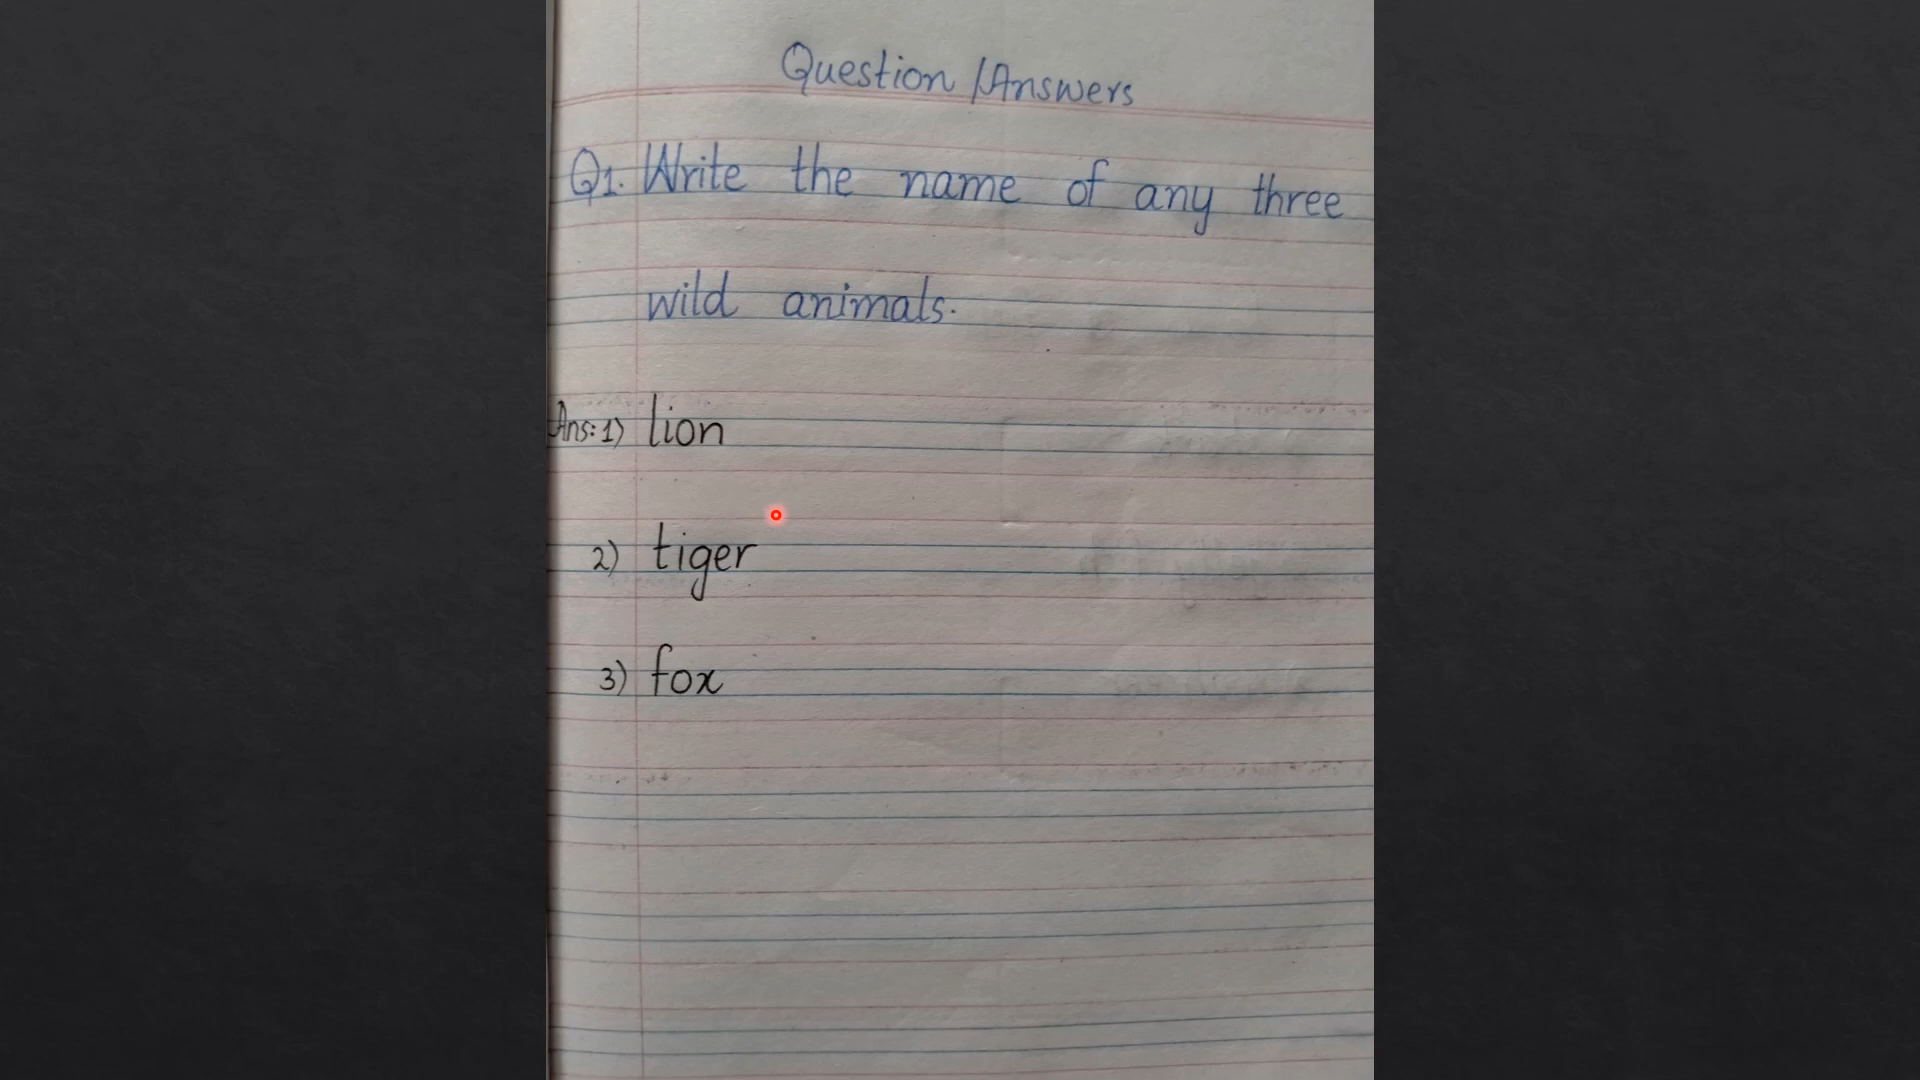 Question/Answers
Q1. Write the name of any three
wild animals.
Ans: 1) lion
2) tiger
3) fox